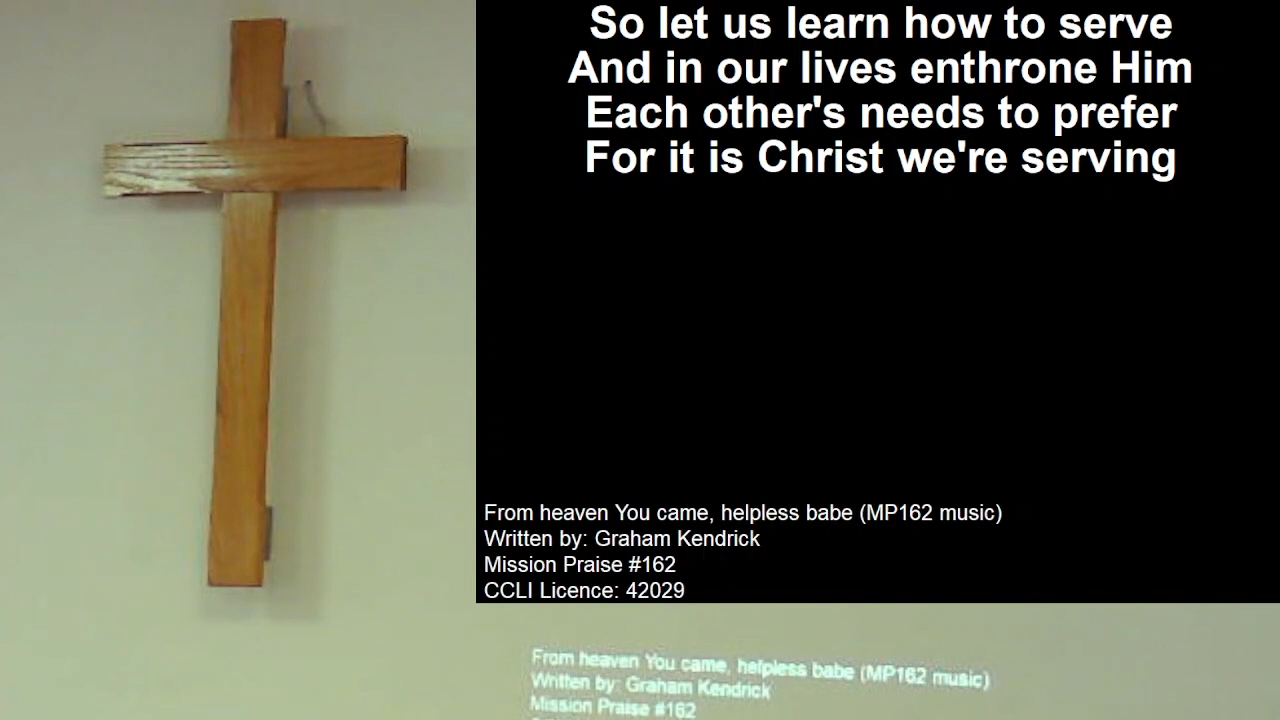 So let us learn how to serve
And in our lives enthrone Him
Each other's needs to prefer
For it is Christ we're serving
From heaven You came, helpless babe (MP162 music)
Written by: Graham Kendrick
Mission Praise #162
CCLI Licence: 42029
From heaven You came, helpless babe (MP162 music)
Written by: Graham Kendrick
Mission Praise #162